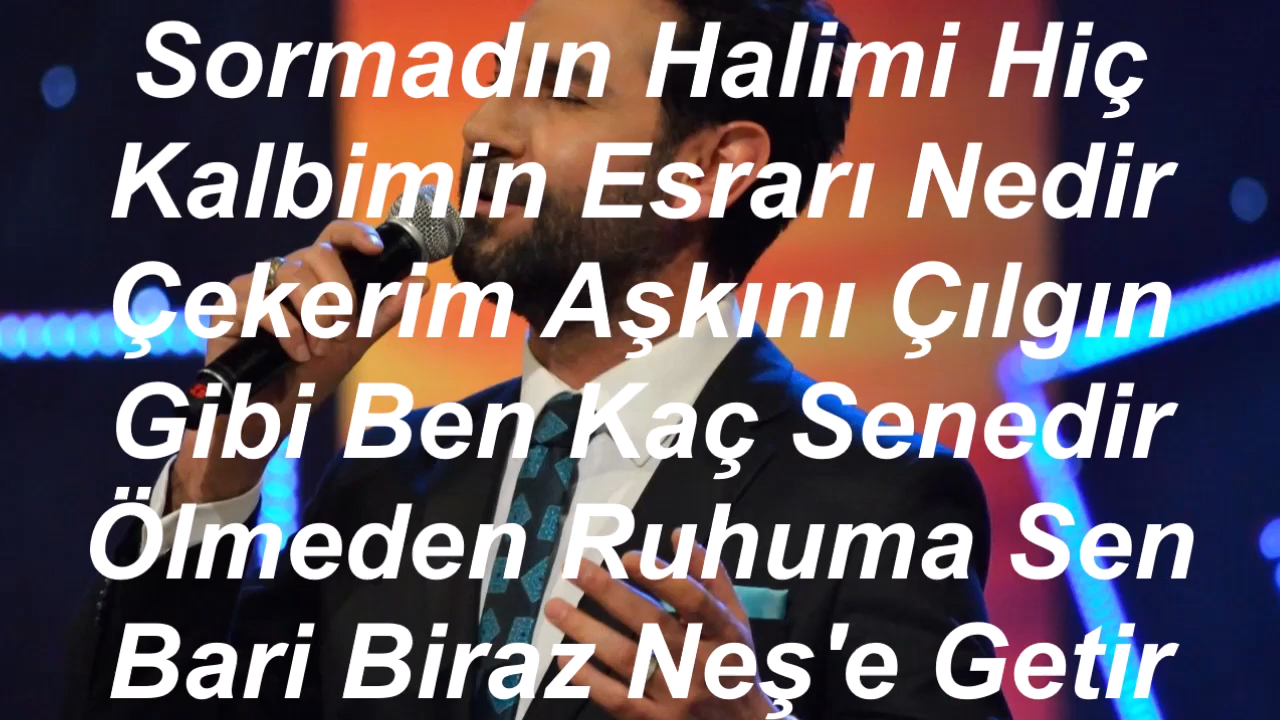 Sormadın Halimi Hiç
Kalbimin Esrarı Nedir
Çekerim Aşkını Çılgın
Gibi Ben Kaç Senedir
Ölmeden Ruhuma Sen
Bari Biraz Neş'e Getir